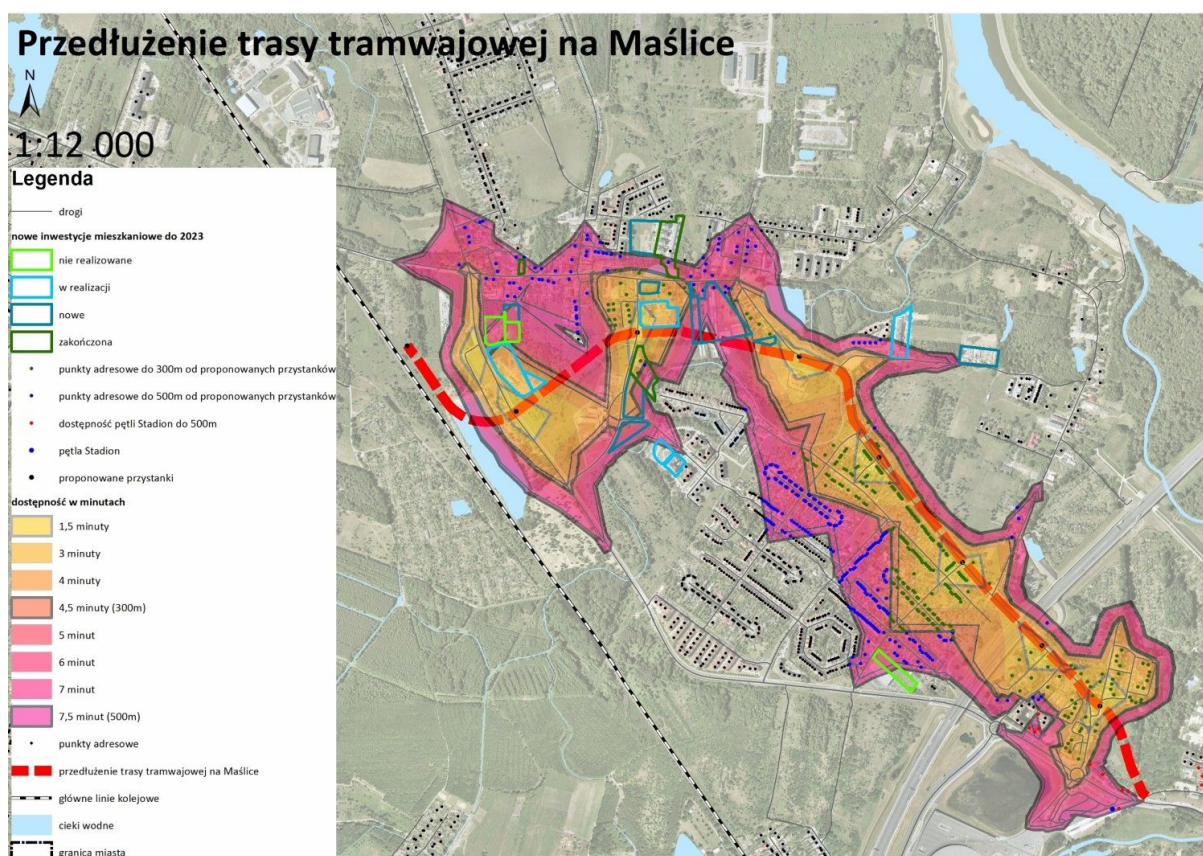 Przedłużenie trasy tramwajowej na Maślice
N
1:12 000
Legenda
drogi
nowe inwestycje mieszkaniowe do 2023
nie realizowane
w realizacji
nowe
zakończona
punkty adresowe do 300m od proponowanych przystanków
punkty adresowe do 500m od proponowanych przystanków
dostępność pętli Stadion do 500m
pętla Stadion
proponowane przystanki
dostępność w minutach
1,5 minuty
3 minuty
4 minuty
4,5 minuty (300m)
5 minut
6 minut
7 minut
7,5 minut (500m)
punkty adresowe
przedłużenie trasy tramwajowej na Maślice
główne linie kolejowe
cieki wodne
granica miasta